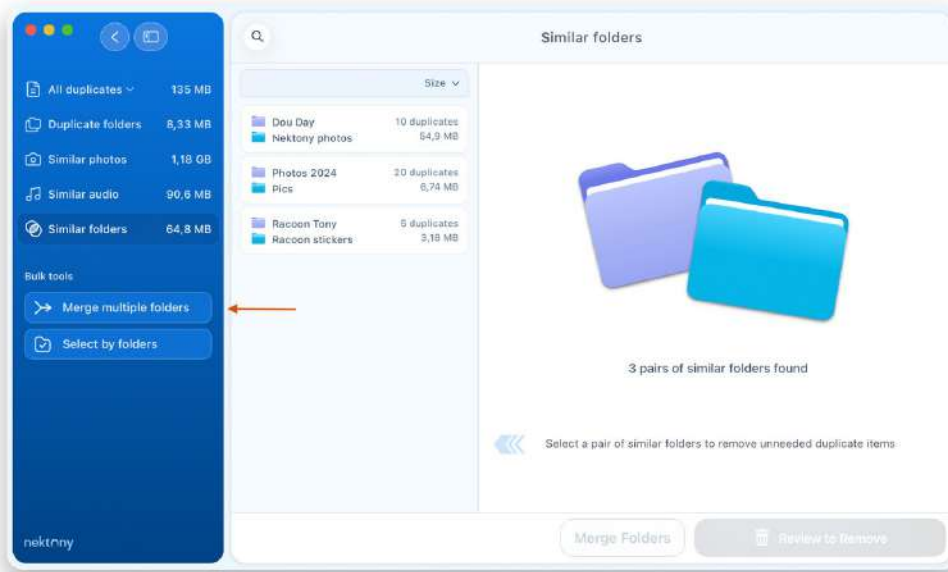 Similar folders
All duplicates 135 MB
Duplicate folders 8,33 MB
Similar photos 1,18 GB
Similar audio 90,6 MB
Similar folders 64,8 MB
Bulk tools
Merge multiple folders
Select by folders
nektony
Size
Dou Day 10 duplicates
Nektony photos 54,9 MB
Photos 2024 20 duplicates
Pics 6,74 MB
Racoon Tony 5 duplicates
Racoon stickers 3,18 MB
3 pairs of similar folders found
Select a pair of similar folders to remove unneeded duplicate items
Merge Folders
Review to Remove